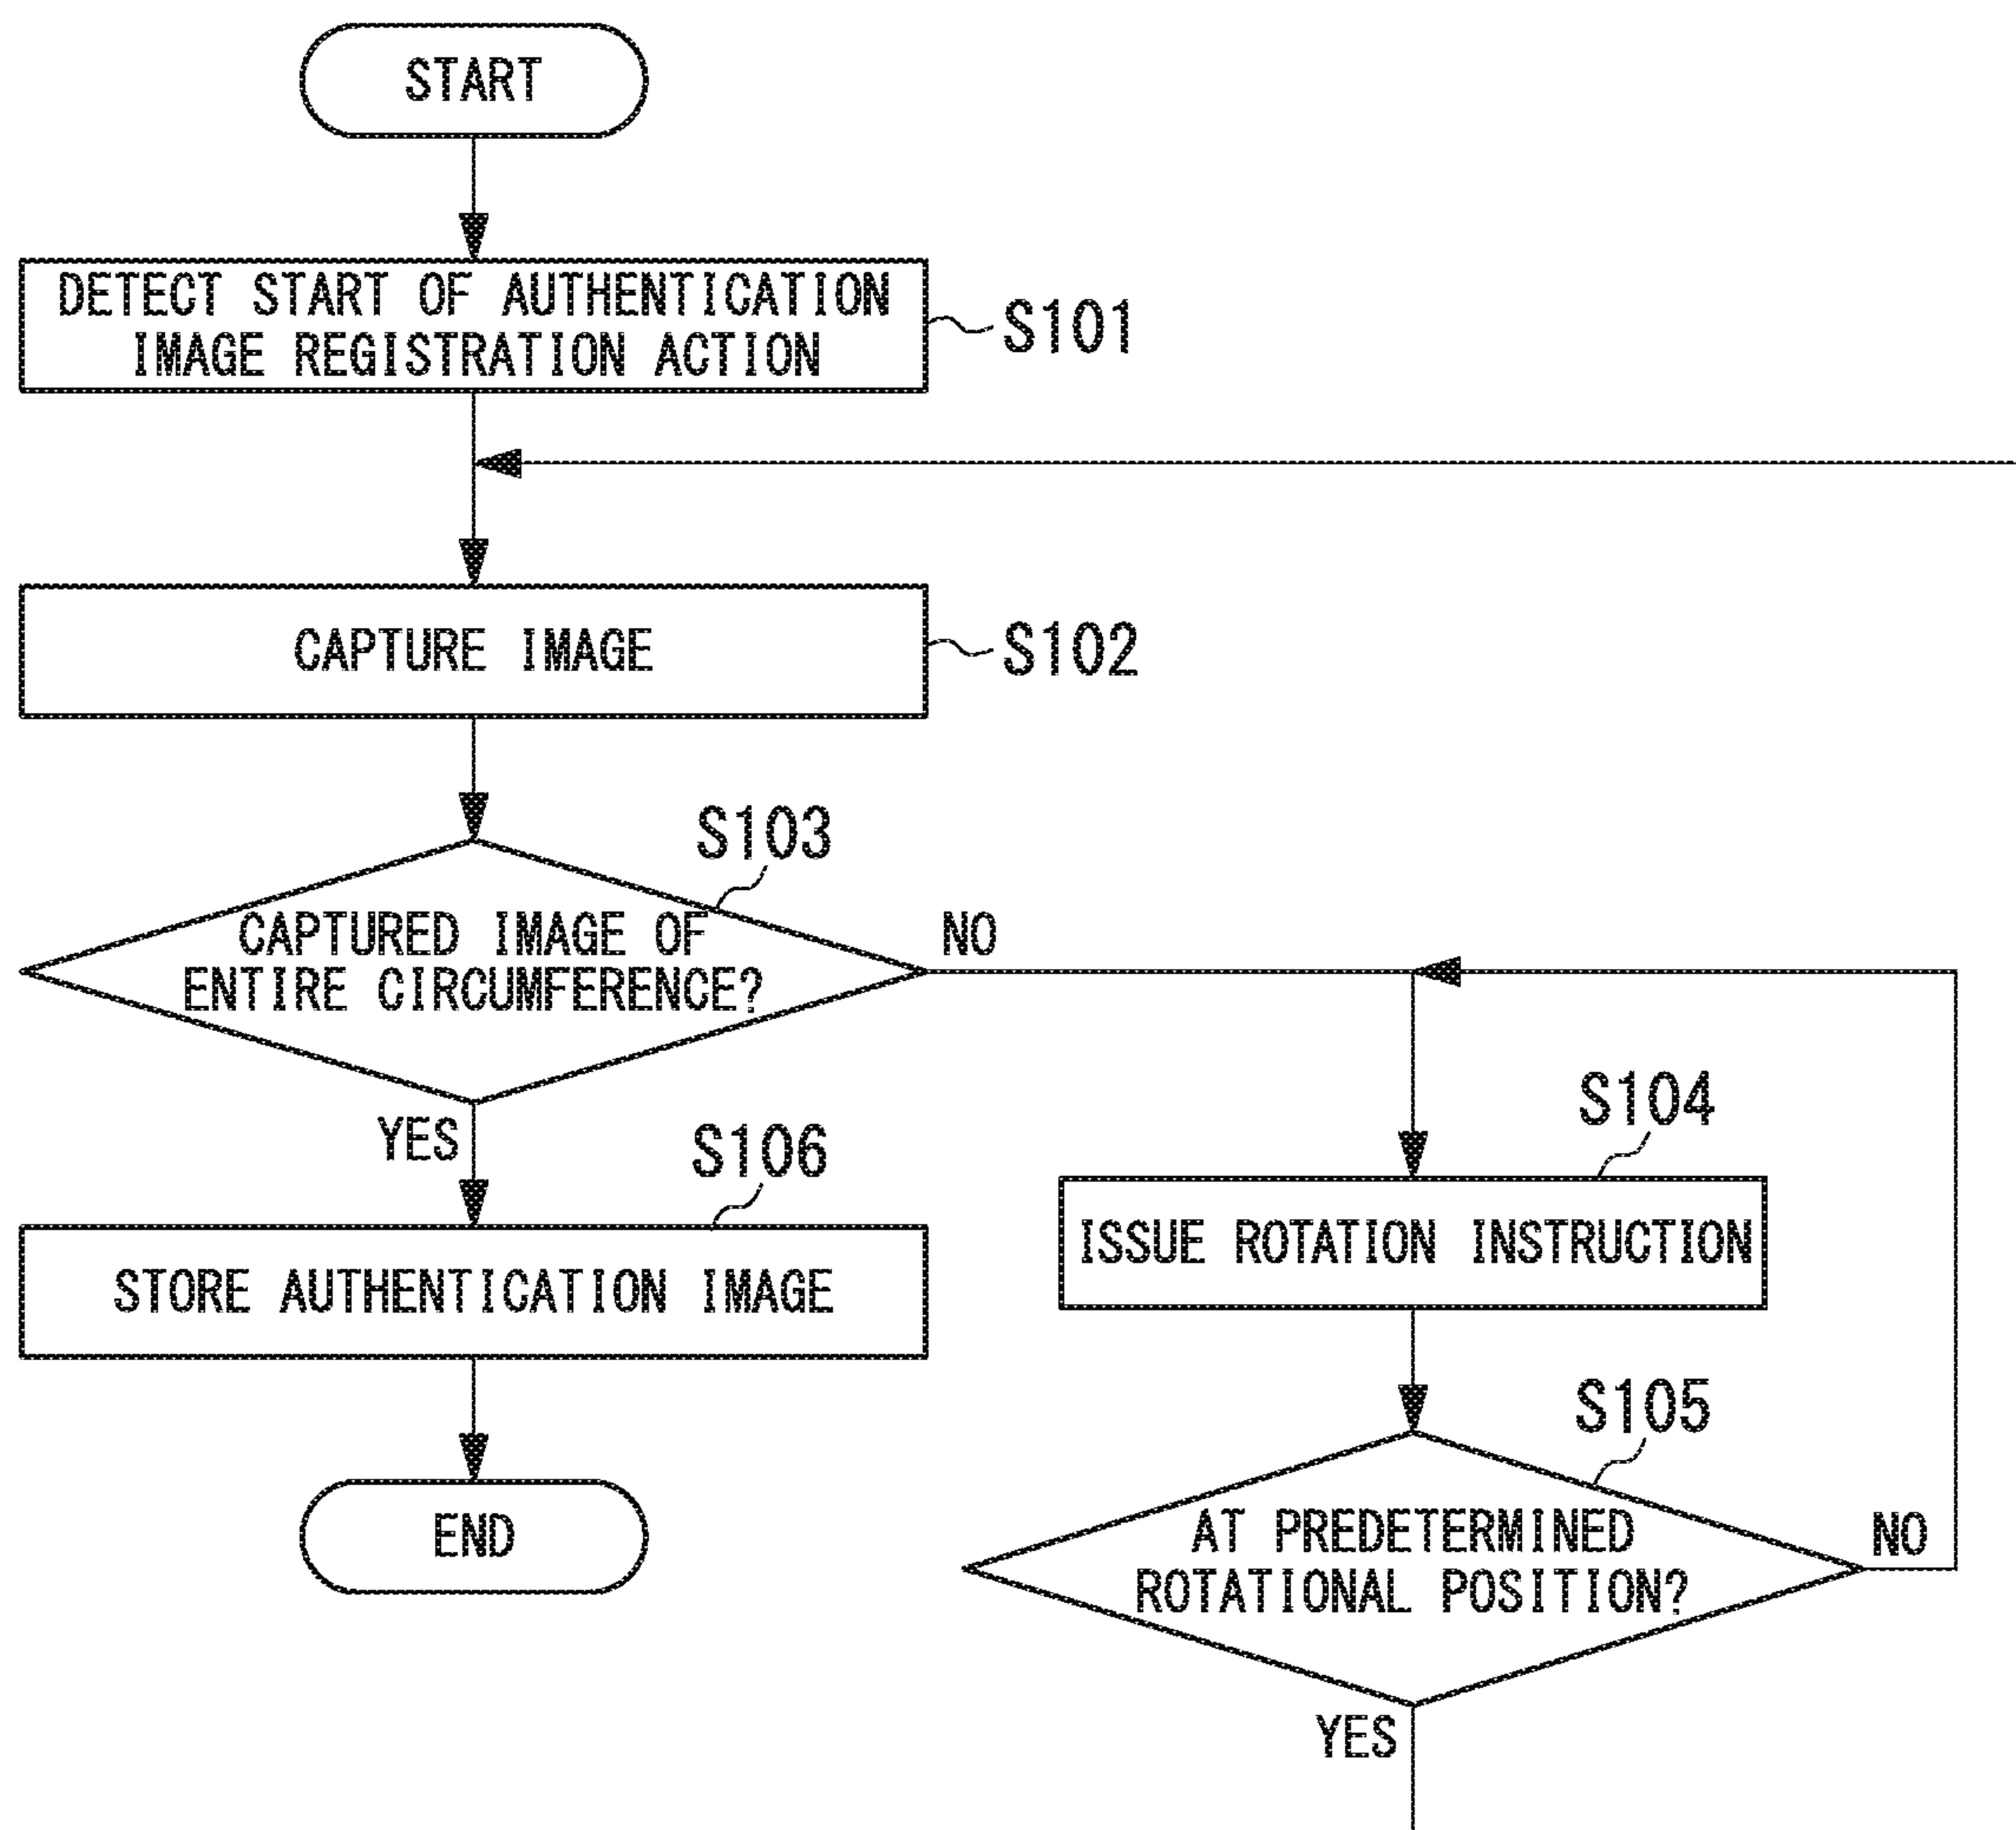 START
DETECT START OF AUTHENTICATION
IMAGE REGISTRATION ACTION
S101
CAPTURE IMAGE
S102
S103
CAPTURED IMAGE OF
ENTIRE CIRCUMFERENCE?
NO
YES
S104
ISSUE ROTATION INSTRUCTION
S106
STORE AUTHENTICATION IMAGE
S105
AT PREDETERMINED
ROTATIONAL POSITION?
NO
YES
END